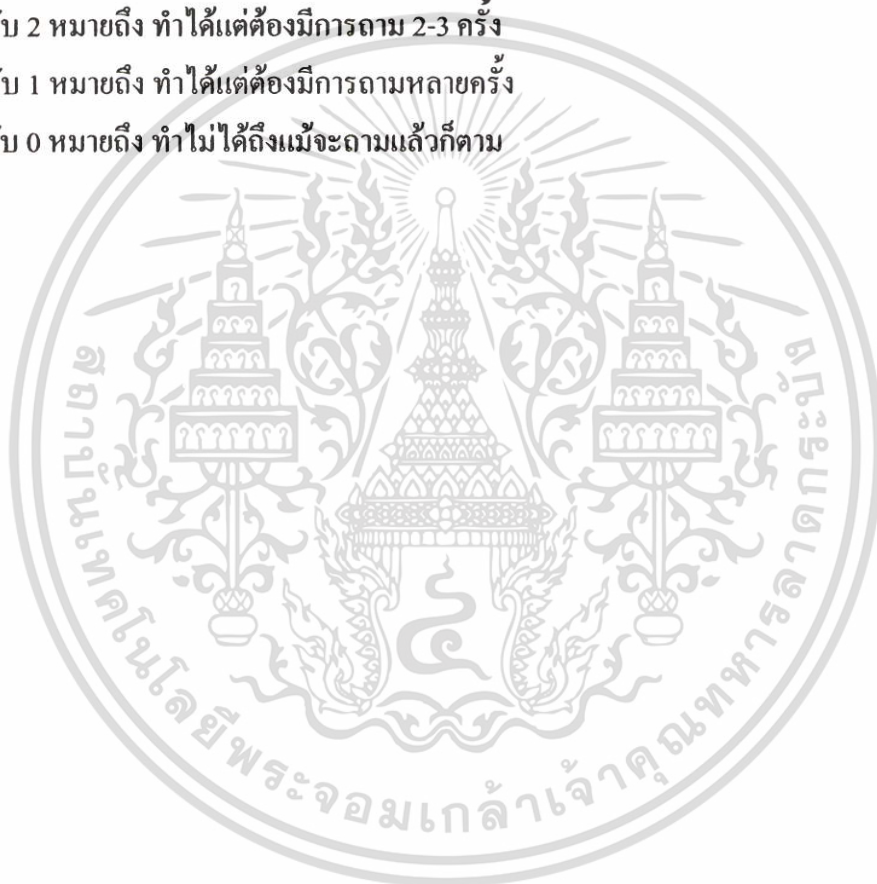 ับ 2 หมายถึง ทำได้แต่ต้องมีการถาม 2-3 ครั้ง
ับ 1 หมายถึง ทำได้แต่ต้องมีการถามหลายครั้ง
ับ 0 หมายถึง ทำไม่ได้ถึงแม้จะถามแล้วก็ตาม
สถาบันเทคโนโลยีพระจอมเกล้าเจ้าคุณทหารลาดกระบัง